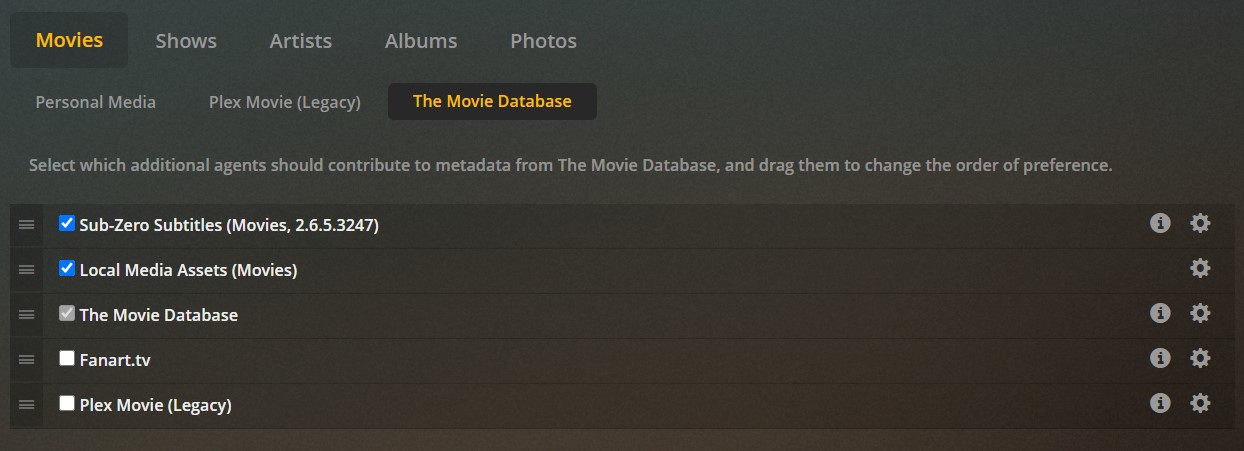 Movies Shows Artists Albums Photos
Personal Media Plex Movie (Legacy) The Movie Database
Select which additional agents should contribute to metadata from The Movie Database, and drag them to change the order of preference.
Sub-Zero Subtitles (Movies, 2.6.5.3247)
Local Media Assets (Movies)
The Movie Database
Fanart.tv
Plex Movie (Legacy)